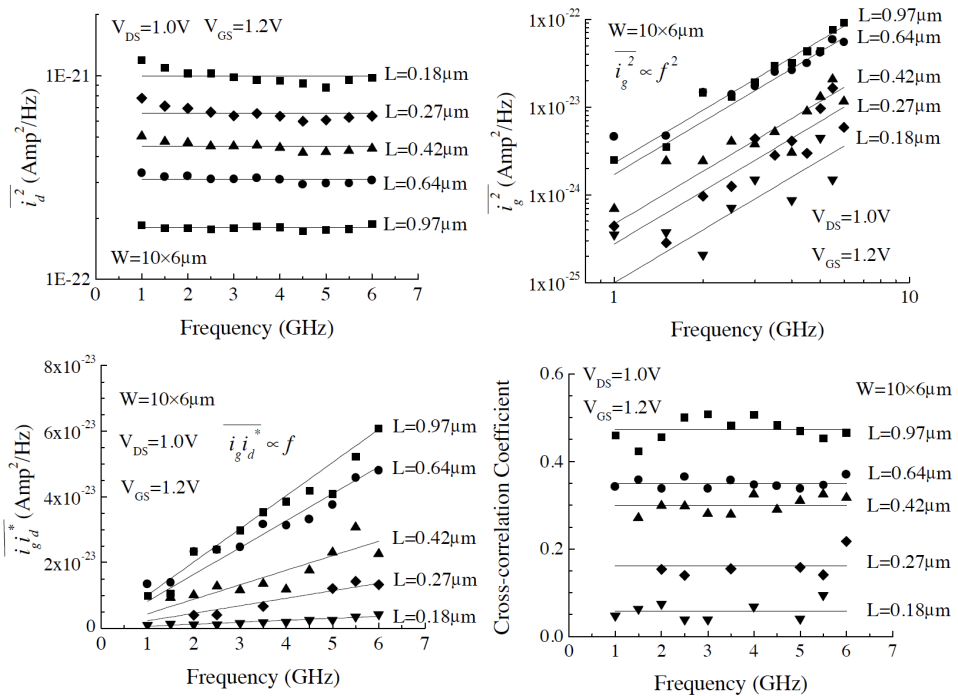 V_DS=1.0V V_GS=1.2V
1E-21
L=0.18µm
L=0.27µm
L=0.42µm
L=0.64µm
L=0.97µm
W=10×6µm
1E-22
0 1 2 3 4 5 6 7
Frequency (GHz)
i_d^2 (Amp^2/Hz)
1x10^-22
W=10×6µm
i_g^2 ∝ f^2
L=0.97µm
L=0.64µm
L=0.42µm
L=0.27µm
L=0.18µm
1x10^-23
1x10^-24
V_DS=1.0V
V_GS=1.2V
1x10^-25
1 10
Frequency (GHz)
i_g^2 (Amp^2/Hz)
8x10^-23
W=10×6µm
V_DS=1.0V
i_g i_d^* ∝ f
V_GS=1.2V
L=0.97µm
6x10^-23
L=0.64µm
4x10^-23
L=0.42µm
2x10^-23
L=0.27µm
L=0.18µm
0
0 1 2 3 4 5 6 7
Frequency (GHz)
i_g i_d^* (Amp^2/Hz)
0.6
V_DS=1.0V
W=10×6µm
V_GS=1.2V
L=0.97µm
0.4
L=0.64µm
L=0.42µm
0.2
L=0.27µm
L=0.18µm
0.0
0 1 2 3 4 5 6 7
Frequency (GHz)
Cross-correlation Coefficient